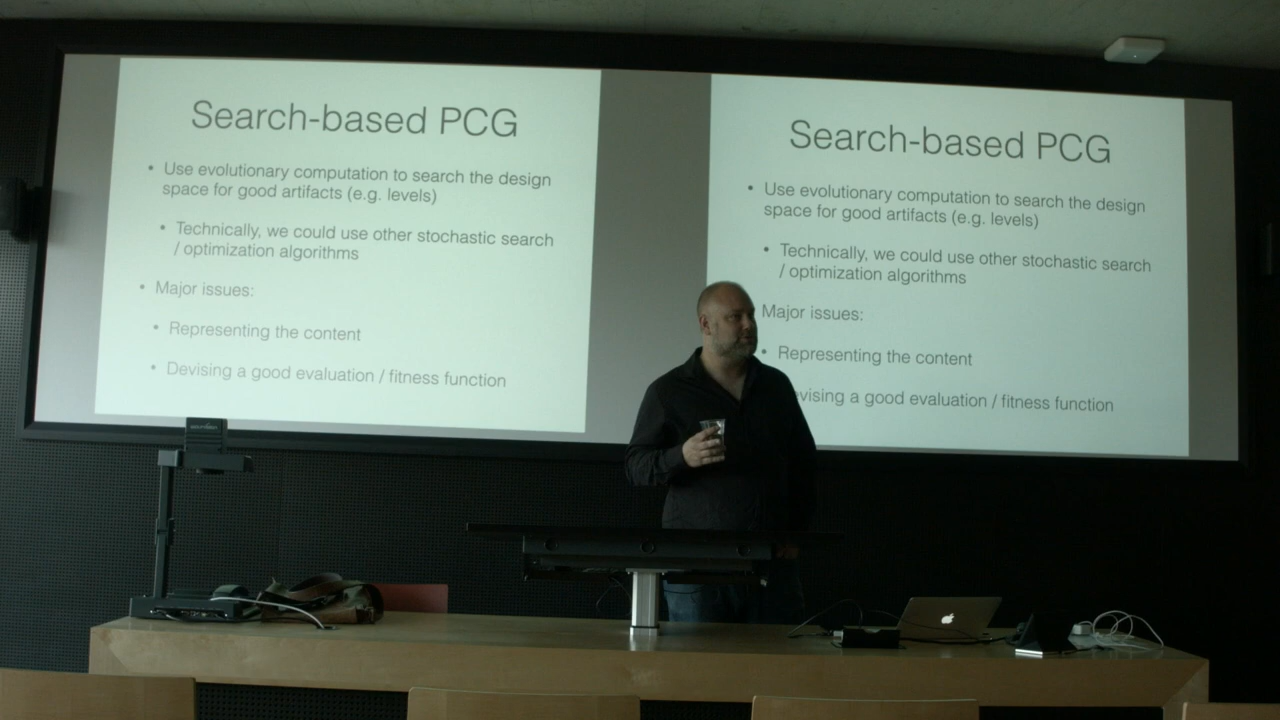 Search-based PCG
• Use evolutionary computation to search the design
space for good artifacts (e.g. levels)
• Technically, we could use other stochastic search
/ optimization algorithms
• Major issues:
• Representing the content
• Devising a good evaluation / fitness function
Search-based PCG
• Use evolutionary computation to search the design
space for good artifacts (e.g. levels)
• Technically, we could use other stochastic search
/ optimization algorithms
Major issues:
• Representing the content
evising a good evaluation / fitness function